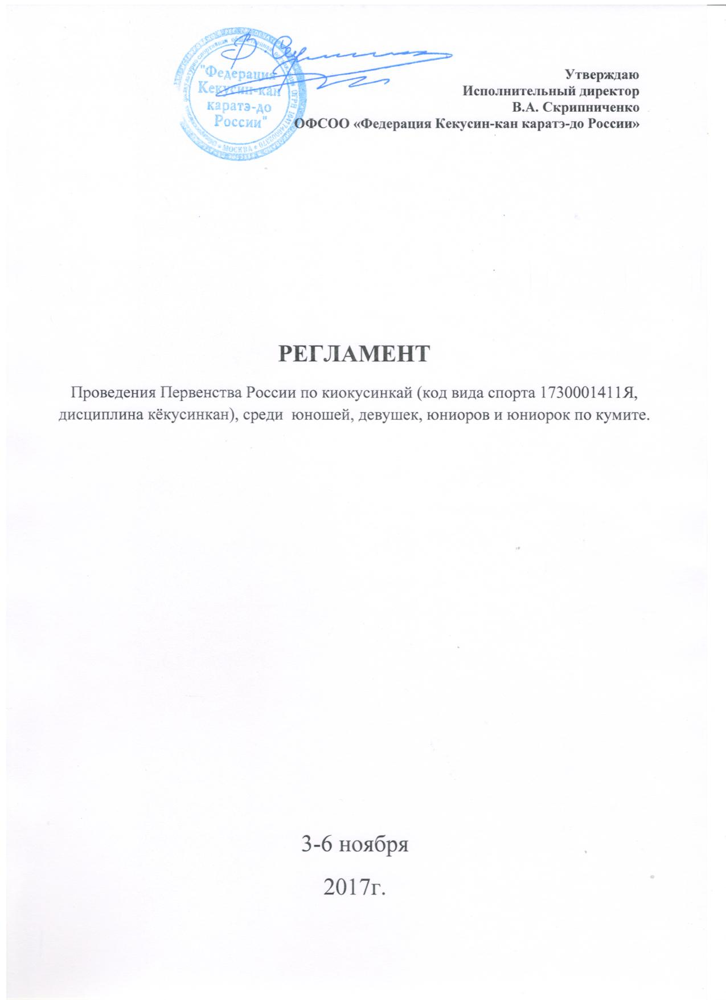 Утверждаю
Исполнительный директор
В.А. Скрипниченко
ОФСОО «Федерация Кекусин-кан каратэ-до России»
"Федерация
Кекусин-кан
каратэ-до
России"
МОСКВА
РЕГЛАМЕНТ
Проведения Первенства России по киокусинкай (код вида спорта 1730001411Я,
дисциплина кёкусинкан), среди юношей, девушек, юниоров и юниорок по кумите.
3-6 ноября
2017г.